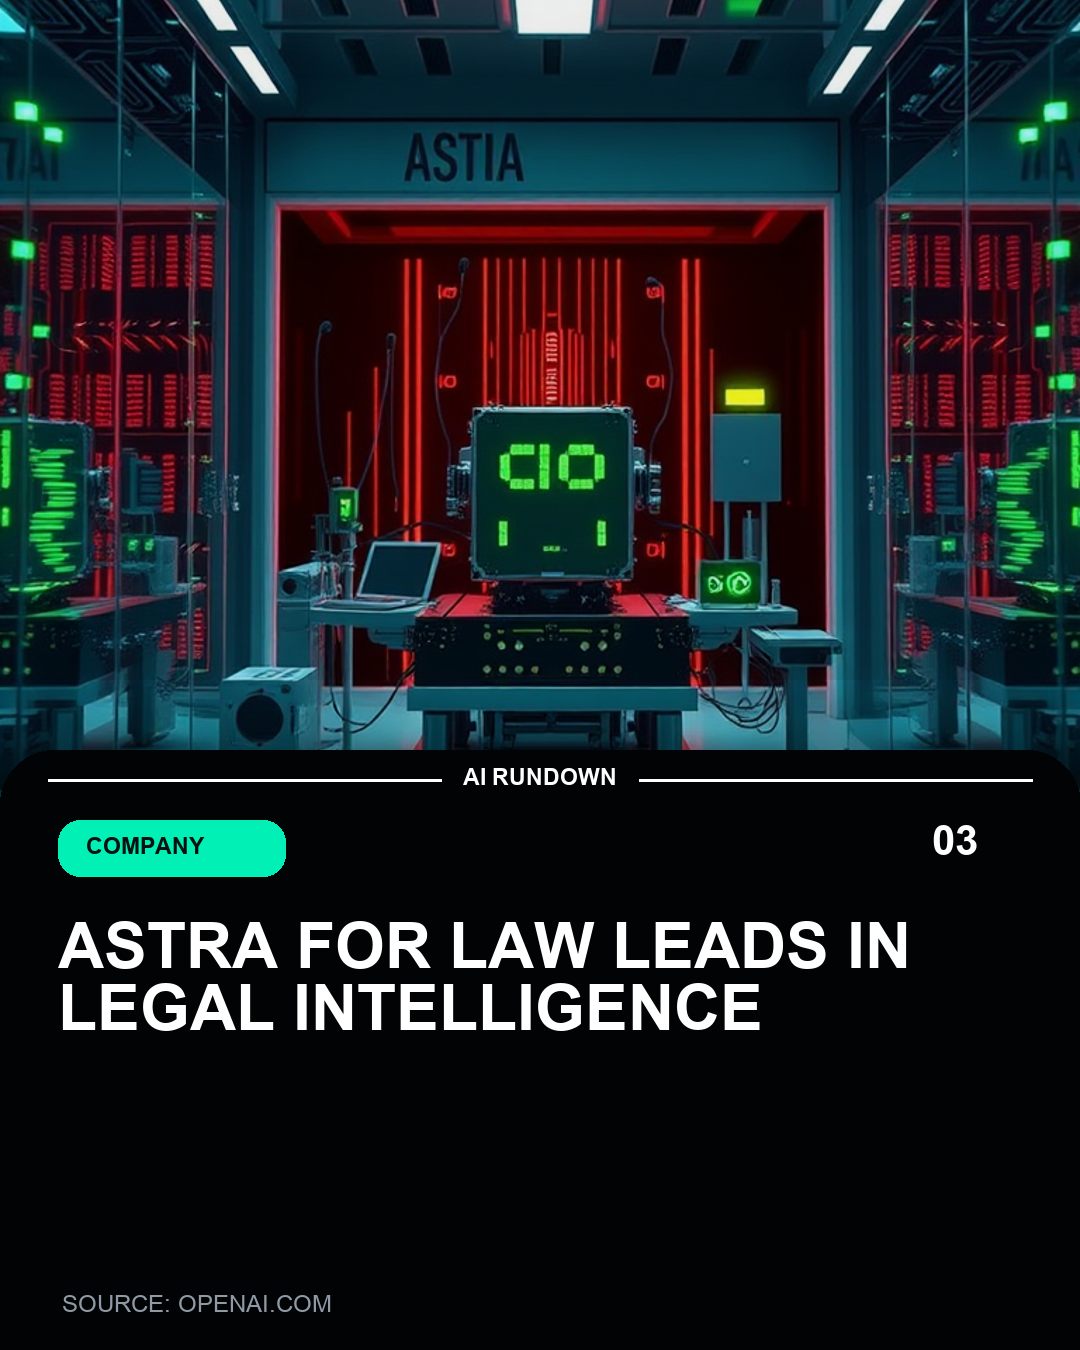 ASTIA
AI RUNDOWN
COMPANY
03
ASTRA FOR LAW LEADS IN
LEGAL INTELLIGENCE
SOURCE: OPENAI.COM